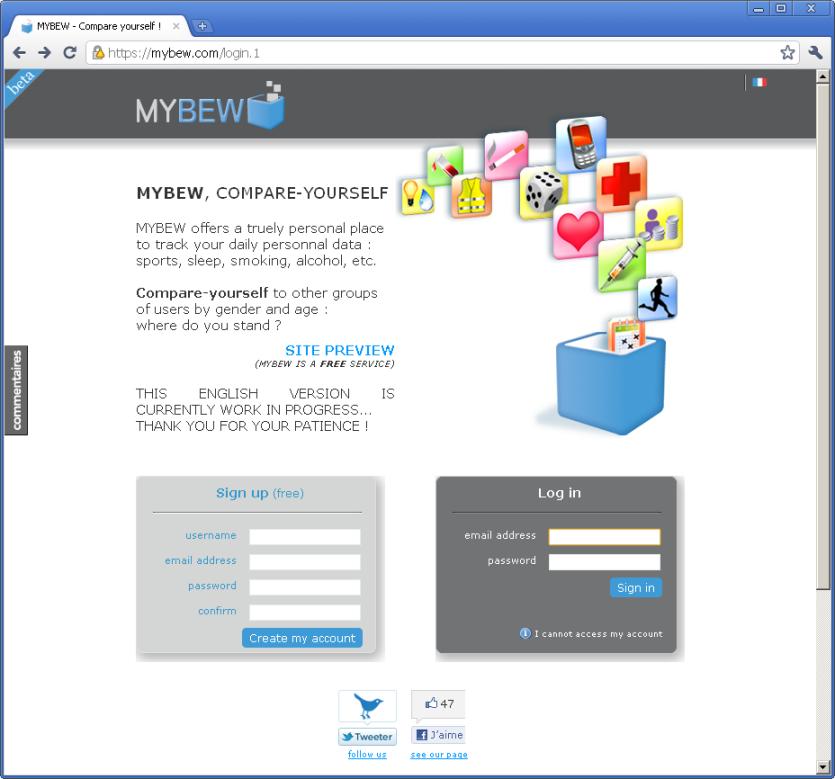 MYBEW - Compare yourself !
https://mybew.com/login.1
beta
MYBEW
MYBEW, COMPARE-YOURSELF
MYBEW offers a truely personal place
to track your daily personnal data :
sports, sleep, smoking, alcohol, etc.
Compare-yourself to other groups
of users by gender and age :
where do you stand ?
SITE PREVIEW
(MYBEW IS A FREE SERVICE)
THIS ENGLISH VERSION IS
CURRENTLY WORK IN PROGRESS...
THANK YOU FOR YOUR PATIENCE !
commentaires
Sign up (free)
username
email address
password
confirm
Create my account
Log in
email address
password
Sign in
I cannot access my account
Tweeter
follow us
47
J'aime
see our page